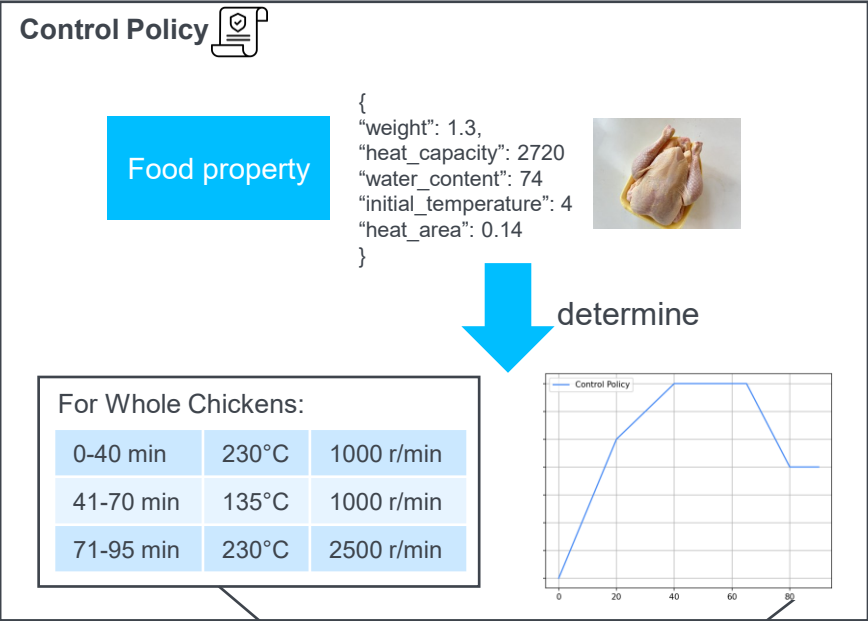 Control Policy
Food property
{
“weight”: 1.3,
“heat_capacity”: 2720
“water_content”: 74
“initial_temperature”: 4
“heat_area”: 0.14
}
determine
For Whole Chickens:
0-40 min 230°C 1000 r/min
41-70 min 135°C 1000 r/min
71-95 min 230°C 2500 r/min
Control Policy
0 20 40 60 80